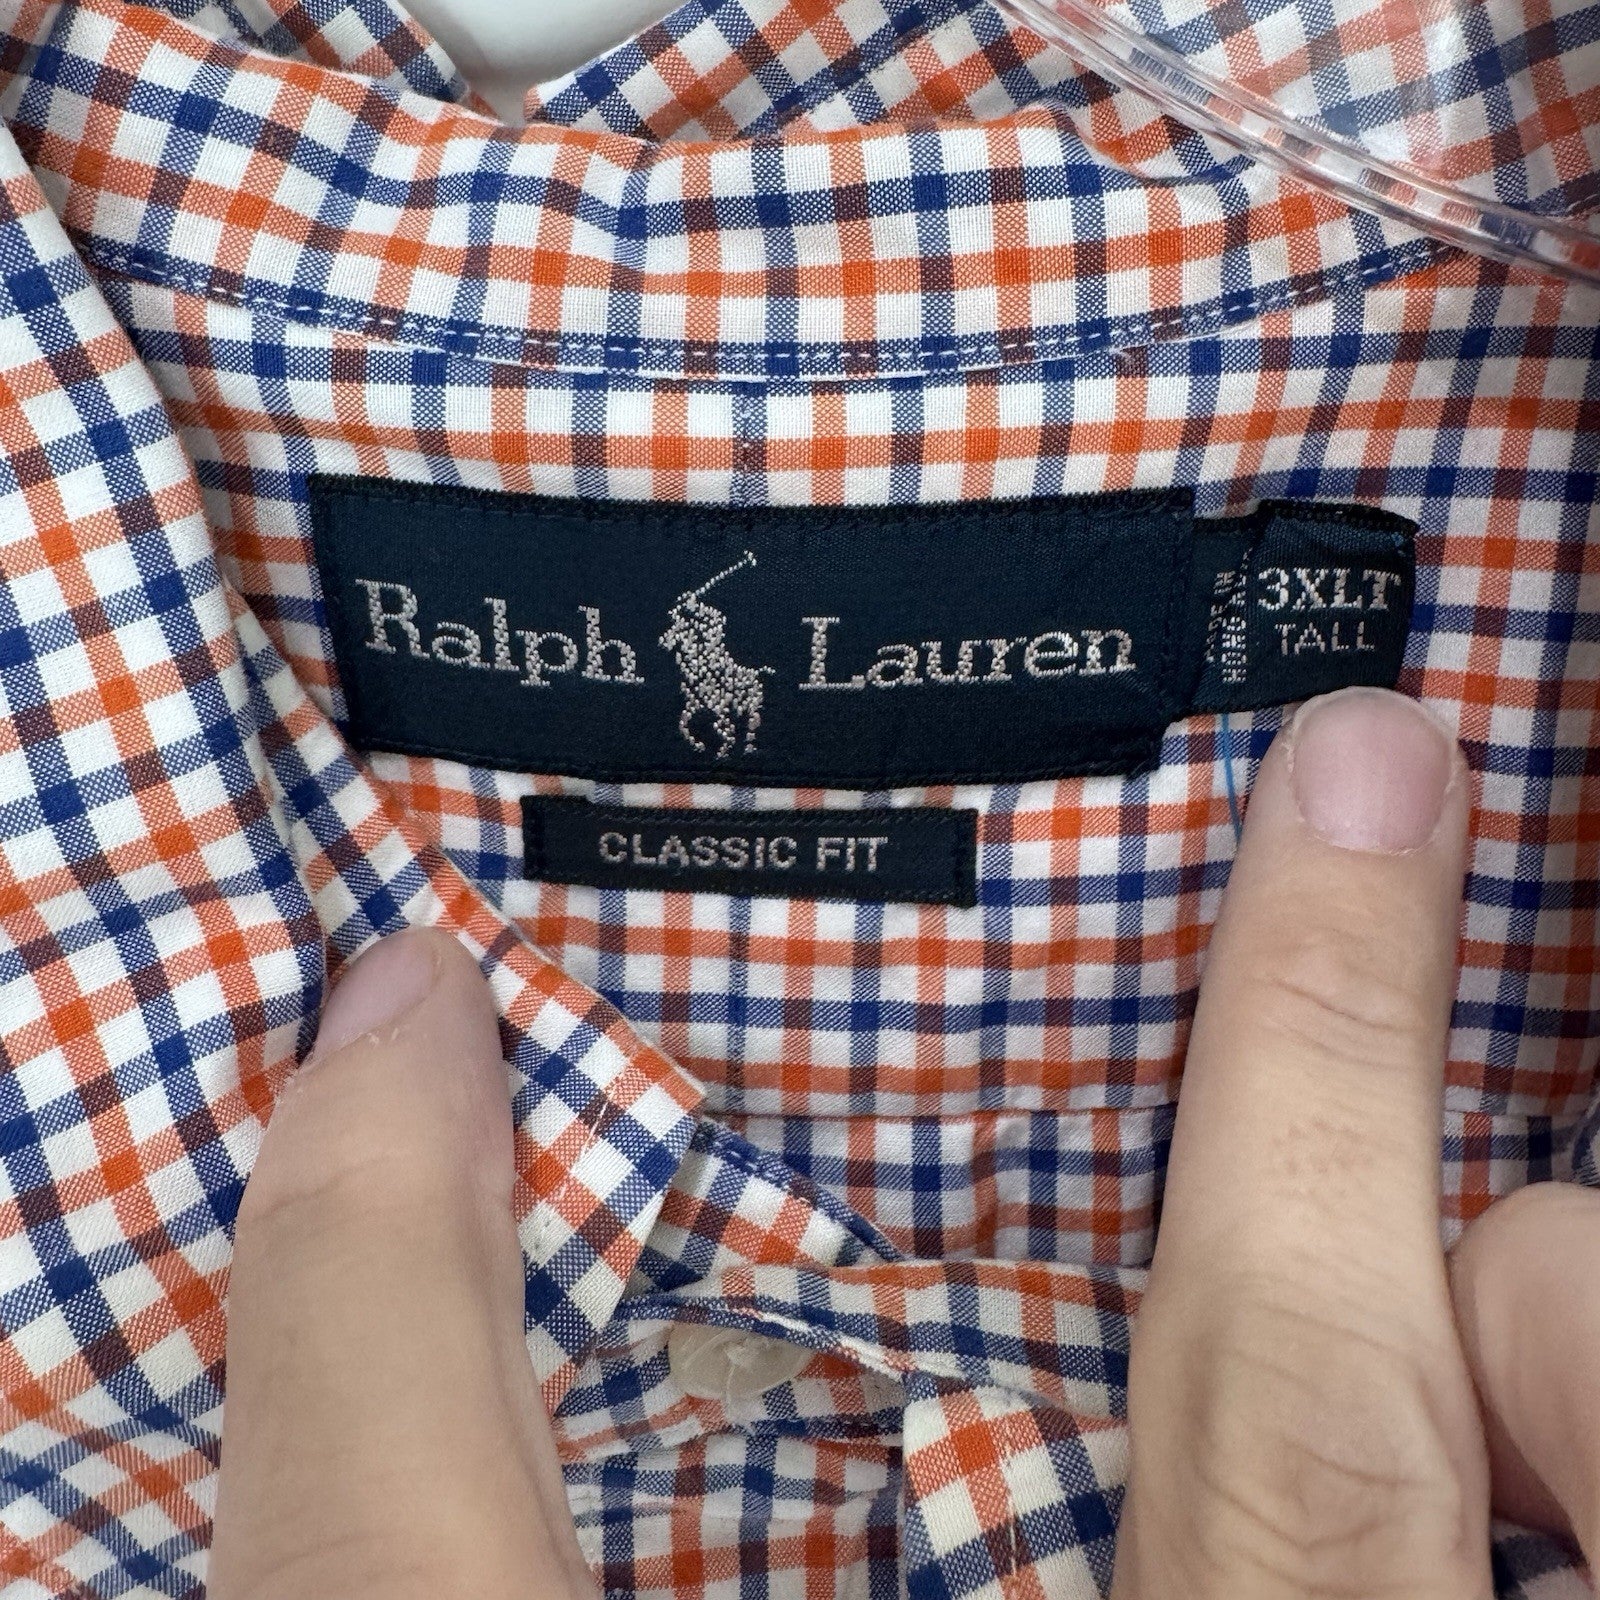 Ralph Lauren
3XLT
TALL
CLASSIC FIT